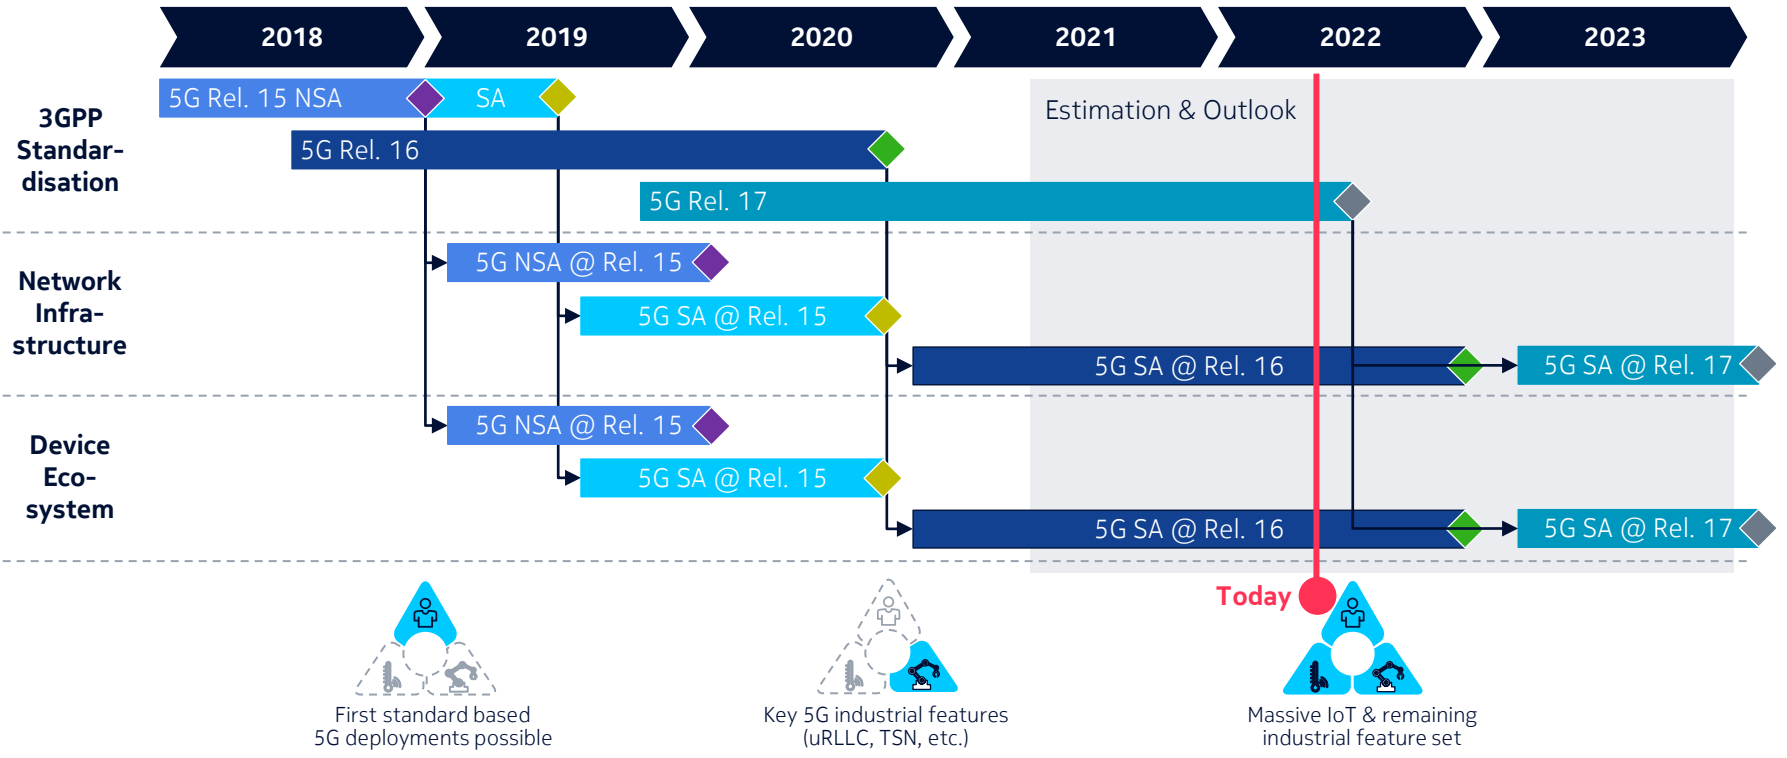 2018
2019
2020
2021
2022
2023
3GPP
Standar-
disation
5G Rel. 15 NSA
SA
Estimation & Outlook
5G Rel. 16
5G Rel. 17
Network
Infra-
structure
5G NSA @ Rel. 15
5G SA @ Rel. 15
5G SA @ Rel. 16
5G SA @ Rel. 17
Device
Eco-
system
5G NSA @ Rel. 15
5G SA @ Rel. 15
5G SA @ Rel. 16
5G SA @ Rel. 17
Today
First standard based
5G deployments possible
Key 5G industrial features
(uRLLC, TSN, etc.)
Massive IoT & remaining
industrial feature set